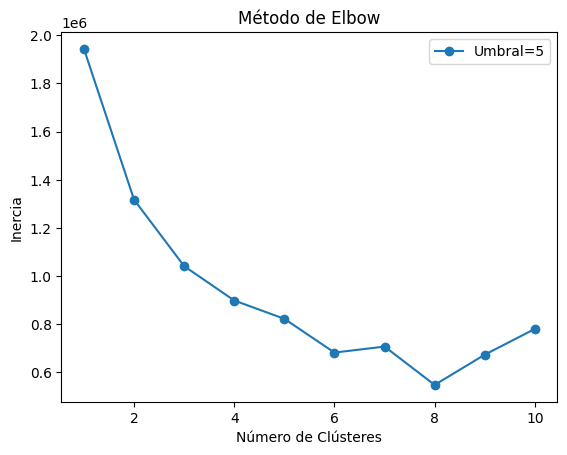 Método de Elbow
1e6
Umbral=5
2.0
1.8
1.6
1.4
1.2
1.0
0.8
0.6
Inercia
2
4
6
8
10
Número de Clústeres